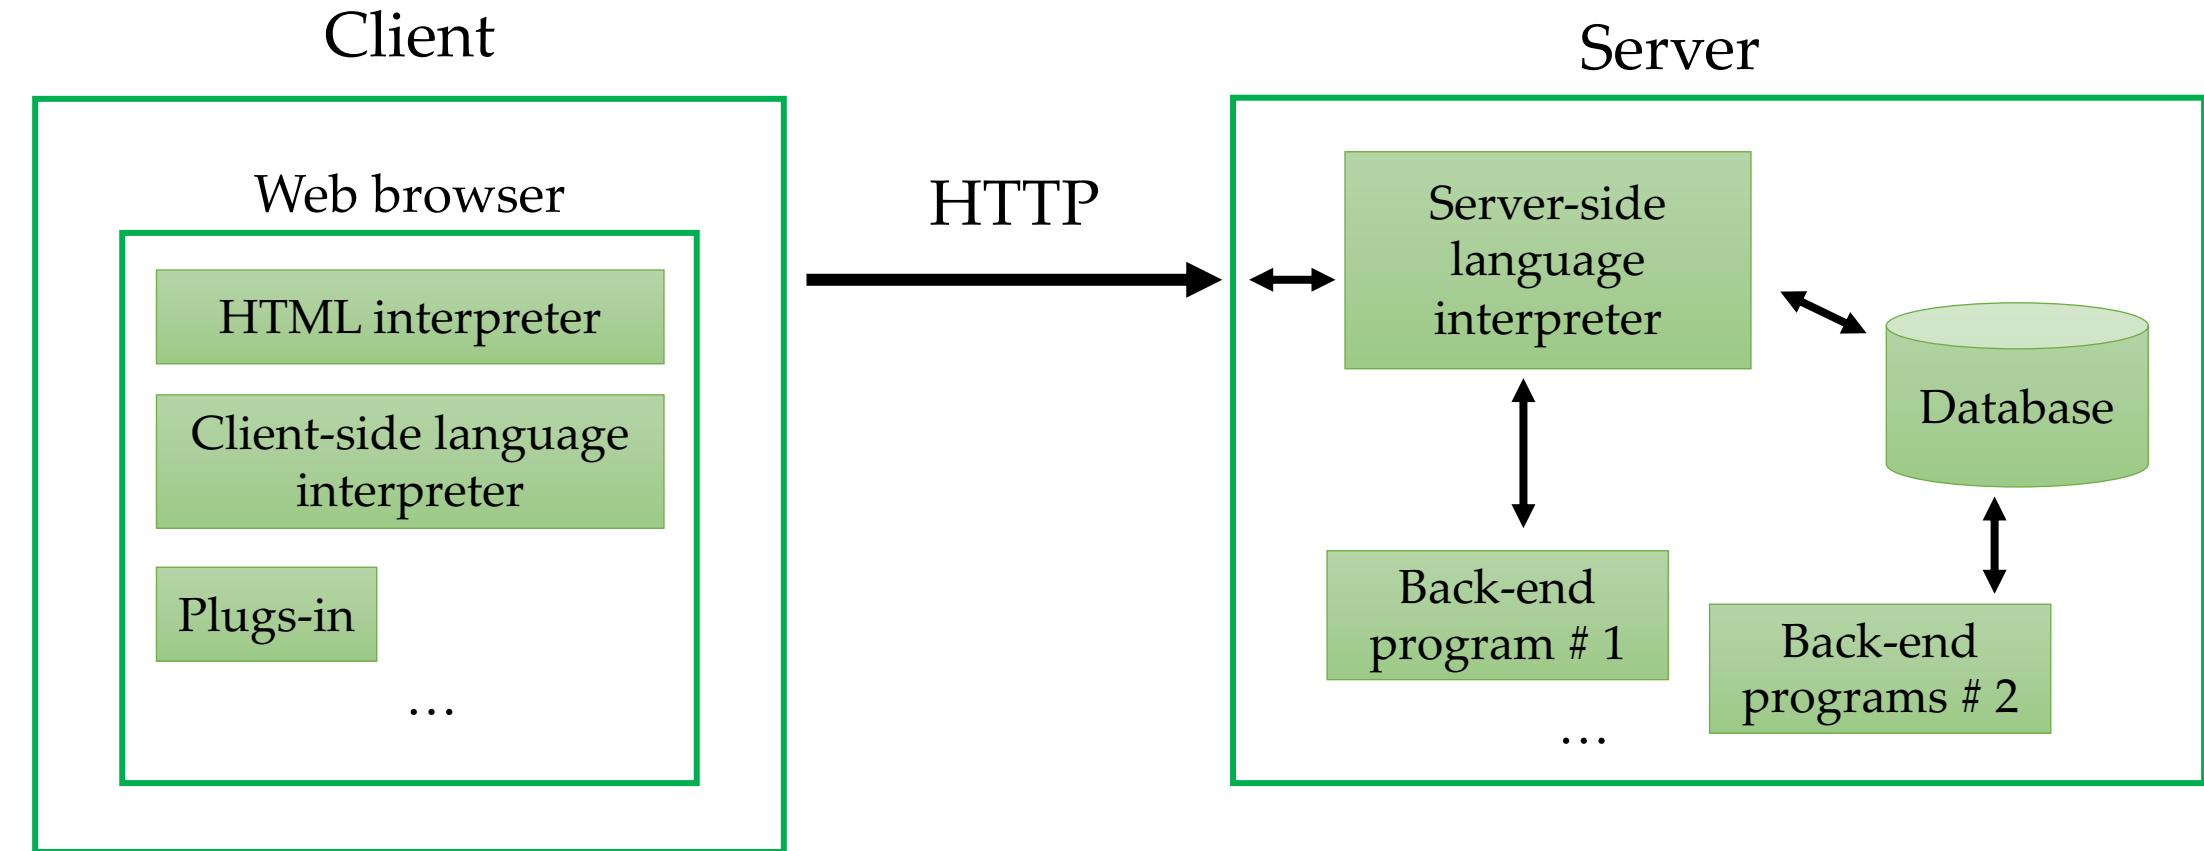 Client
Web browser
HTML interpreter
Client-side language
interpreter
Plugs-in
…
HTTP
Server
Server-side
language
interpreter
Database
Back-end
program # 1
Back-end
programs # 2
…